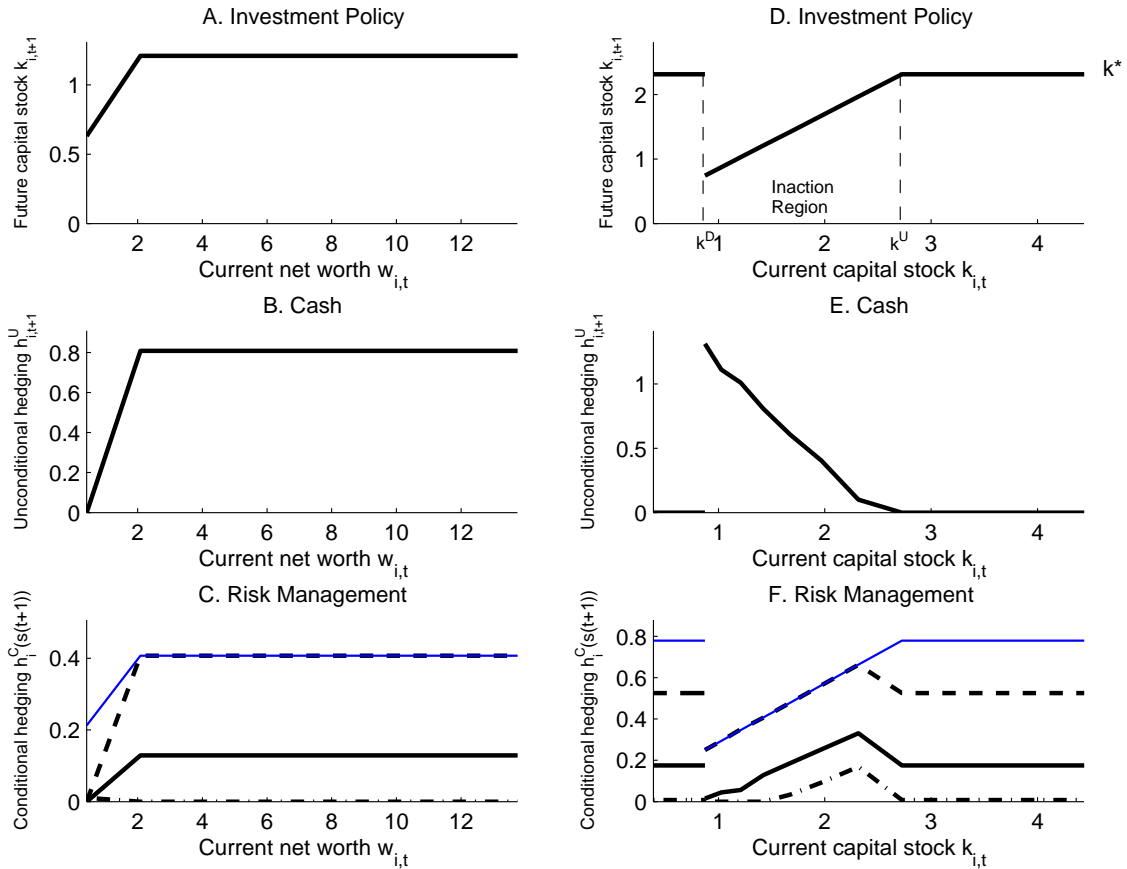 A. Investment Policy
Future capital stock k_{i,t+1}
1
0.5
0
2 4 6 8 10 12
Current net worth w_{i,t}
B. Cash
Unconditional hedging h^U_{i,t+1}
0.8
0.6
0.4
0.2
0
2 4 6 8 10 12
Current net worth w_{i,t}
C. Risk Management
Conditional hedging h^C_i(s(t+1))
0.4
0.2
0
2 4 6 8 10 12
Current net worth w_{i,t}
D. Investment Policy
Future capital stock k_{i,t+1}
k*
2
1
0
Inaction
Region
k^D 1 2 k^U 3 4
Current capital stock k_{i,t}
E. Cash
Unconditional hedging h^U_{i,t+1}
1
0.5
0
1 2 3 4
Current capital stock k_{i,t}
F. Risk Management
Conditional hedging h^C_i(s(t+1))
0.8
0.6
0.4
0.2
0
1 2 3 4
Current capital stock k_{i,t}